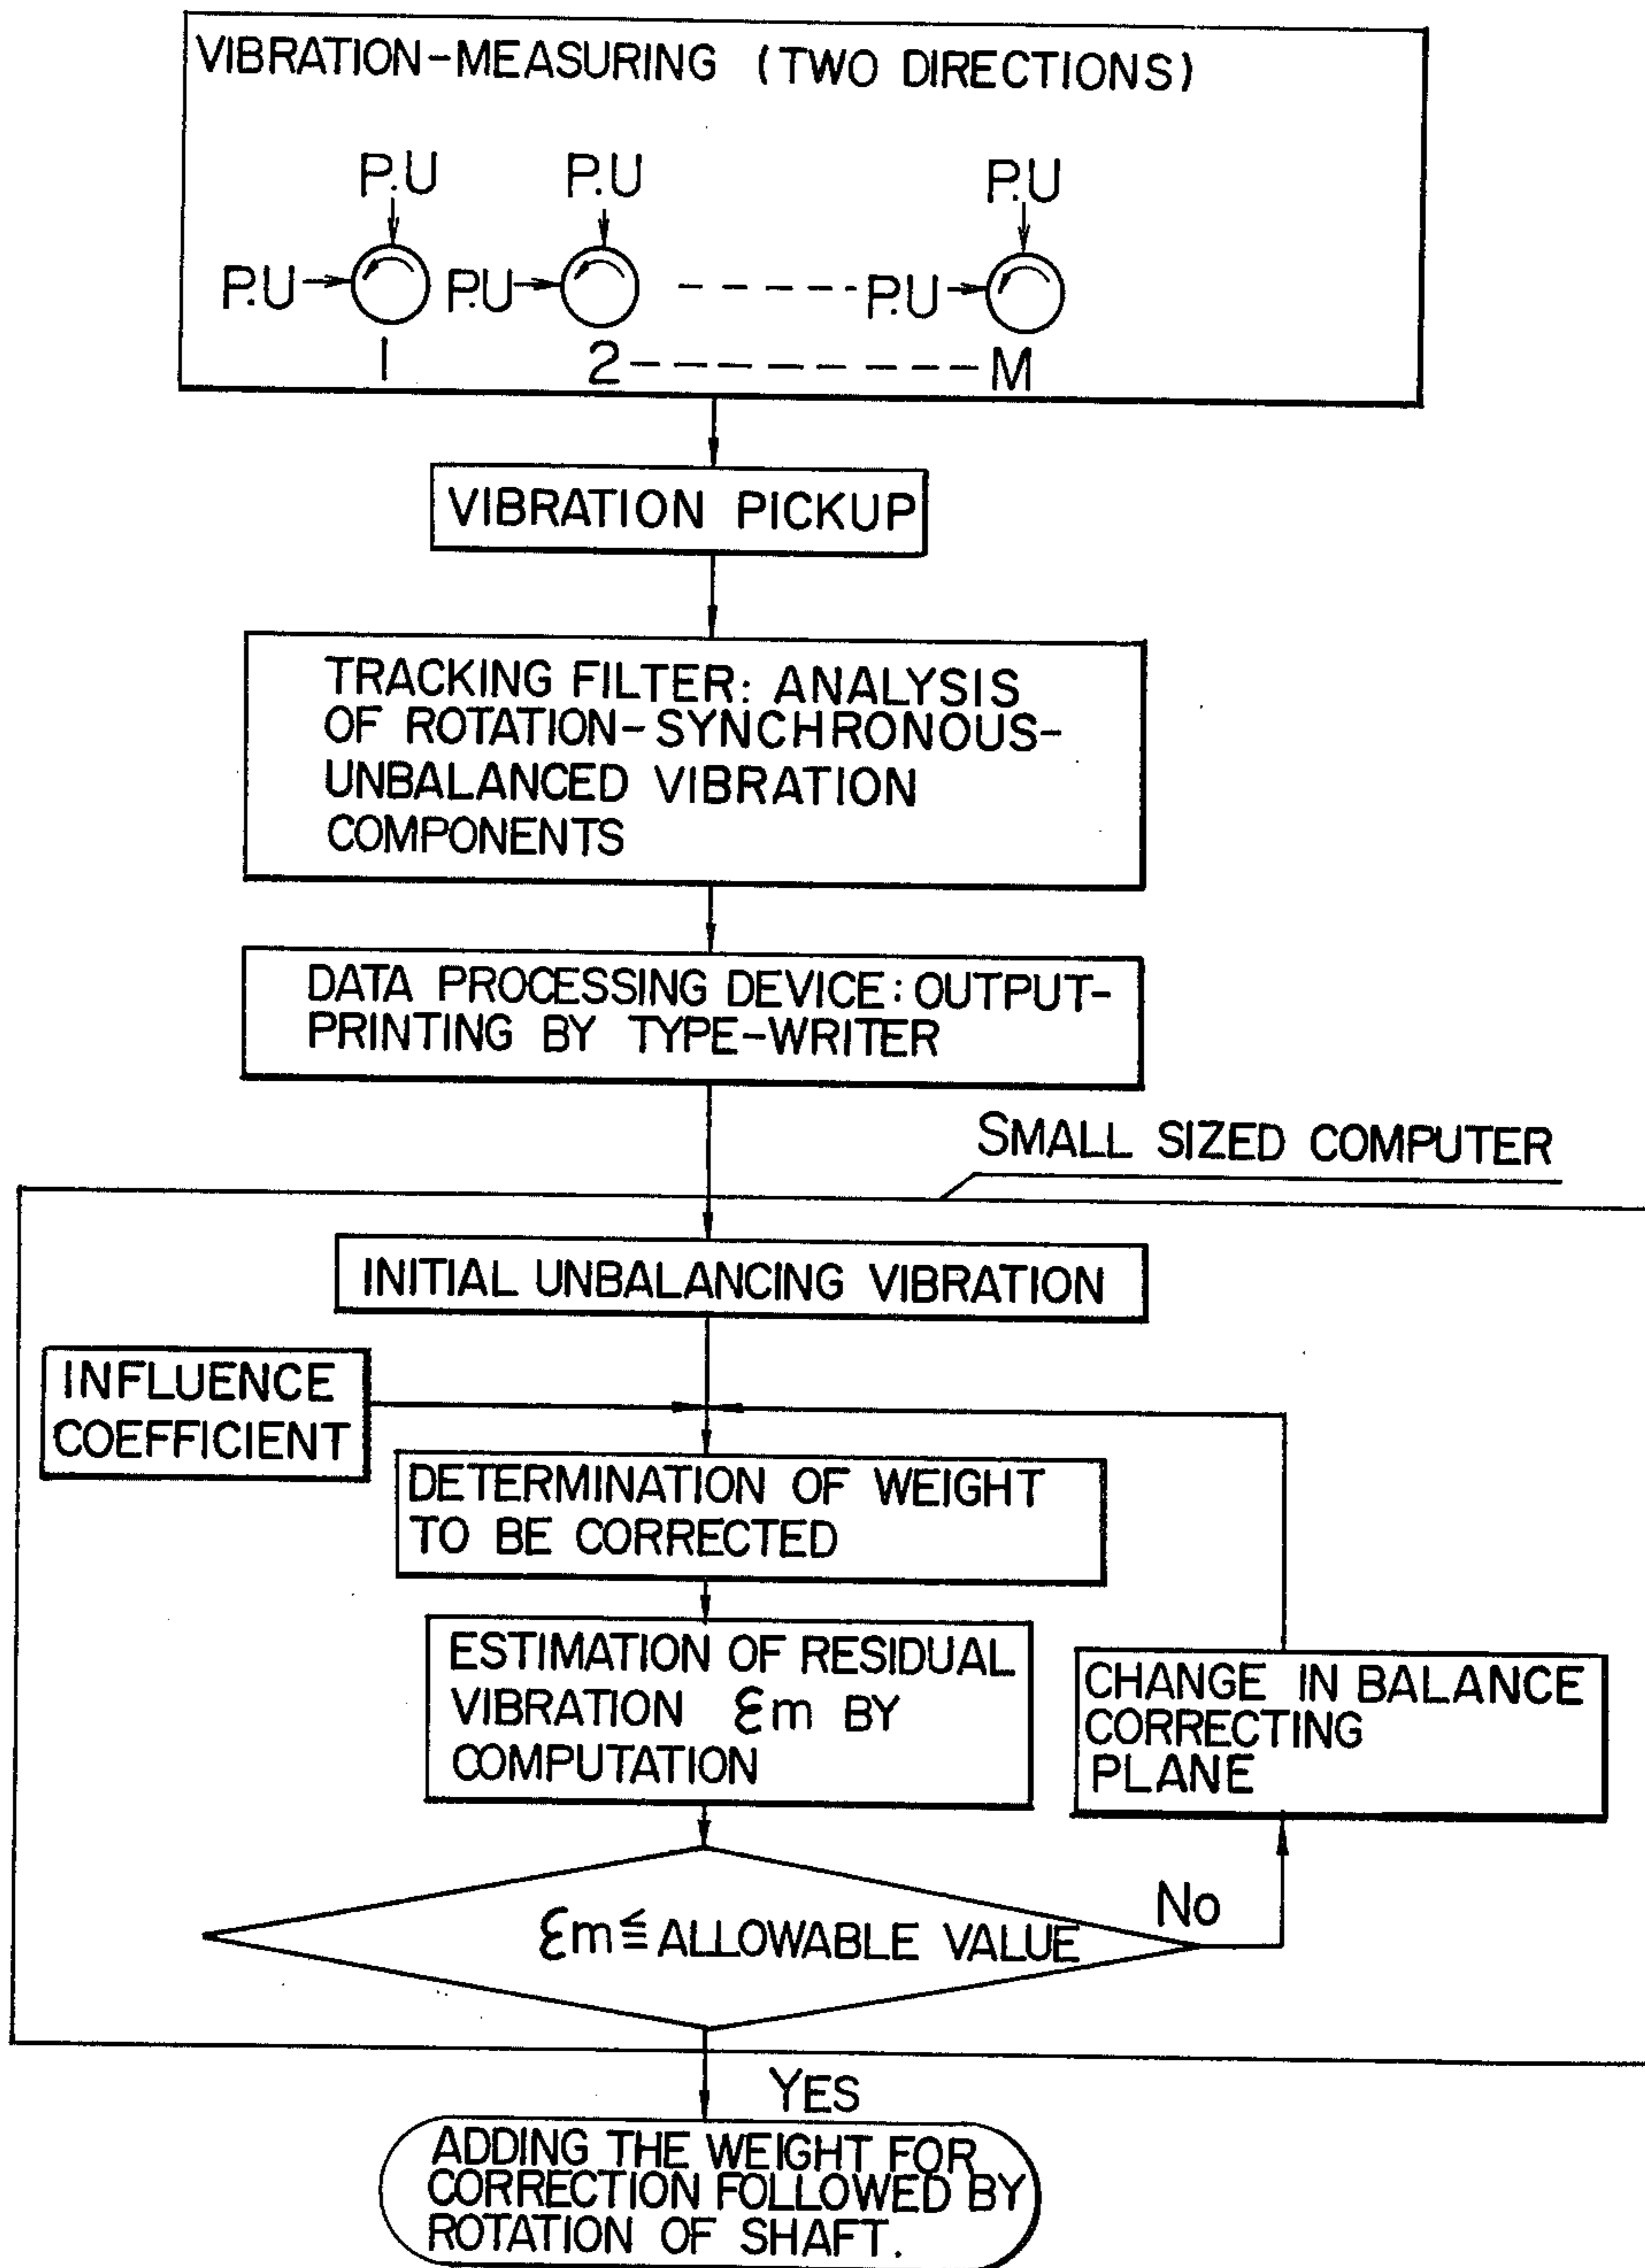 VIBRATION-MEASURING (TWO DIRECTIONS)
P.U P.U P.U
P.U P.U P.U
1 2 M
VIBRATION PICKUP
TRACKING FILTER: ANALYSIS
OF ROTATION-SYNCHRONOUS-
UNBALANCED VIBRATION
COMPONENTS
DATA PROCESSING DEVICE: OUTPUT-
PRINTING BY TYPE-WRITER
SMALL SIZED COMPUTER
INITIAL UNBALANCING VIBRATION
INFLUENCE
COEFFICIENT
DETERMINATION OF WEIGHT
TO BE CORRECTED
ESTIMATION OF RESIDUAL
VIBRATION εm BY
COMPUTATION
CHANGE IN BALANCE
CORRECTING
PLANE
εm ≦ ALLOWABLE VALUE
No
YES
ADDING THE WEIGHT FOR
CORRECTION FOLLOWED BY
ROTATION OF SHAFT.